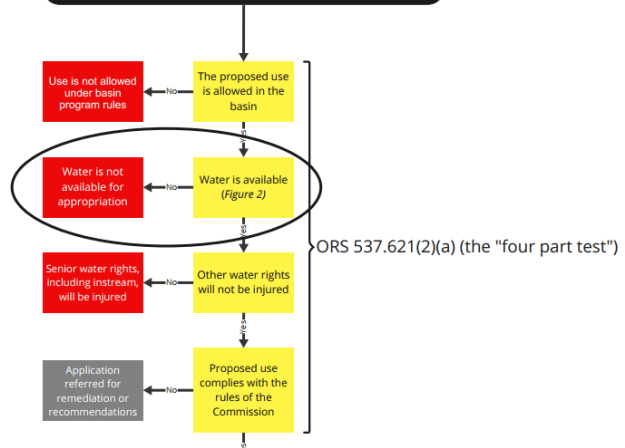 Use is not allowed
under basin
program rules
No
The proposed use
is allowed in the
basin
Yes
Water is not
available for
appropriation
No
Water is available
(Figure 2)
Yes
ORS 537.621(2)(a) (the "four part test")
Senior water rights,
including instream,
will be injured
No
Other water rights
will not be injured
Yes
Application
referred for
remediation or
recommendations
No
Proposed use
complies with the
rules of the
Commission
Yes